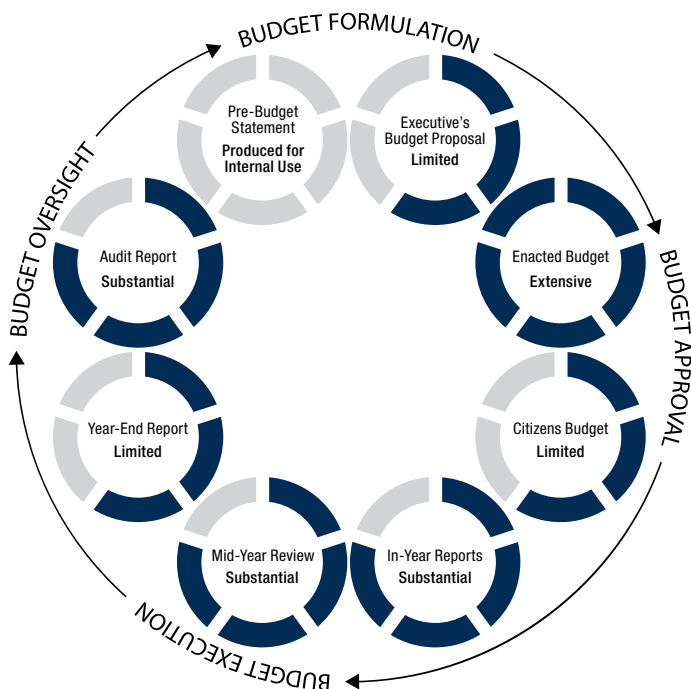 BUDGET FORMULATION
Pre-Budget
Statement
Produced for
Internal Use
Executive's
Budget Proposal
Limited
Enacted Budget
Extensive
BUDGET APPROVAL
Citizens Budget
Limited
In-Year Reports
Substantial
Mid-Year Review
Substantial
BUDGET EXECUTION
Year-End Report
Limited
Audit Report
Substantial
BUDGET OVERSIGHT